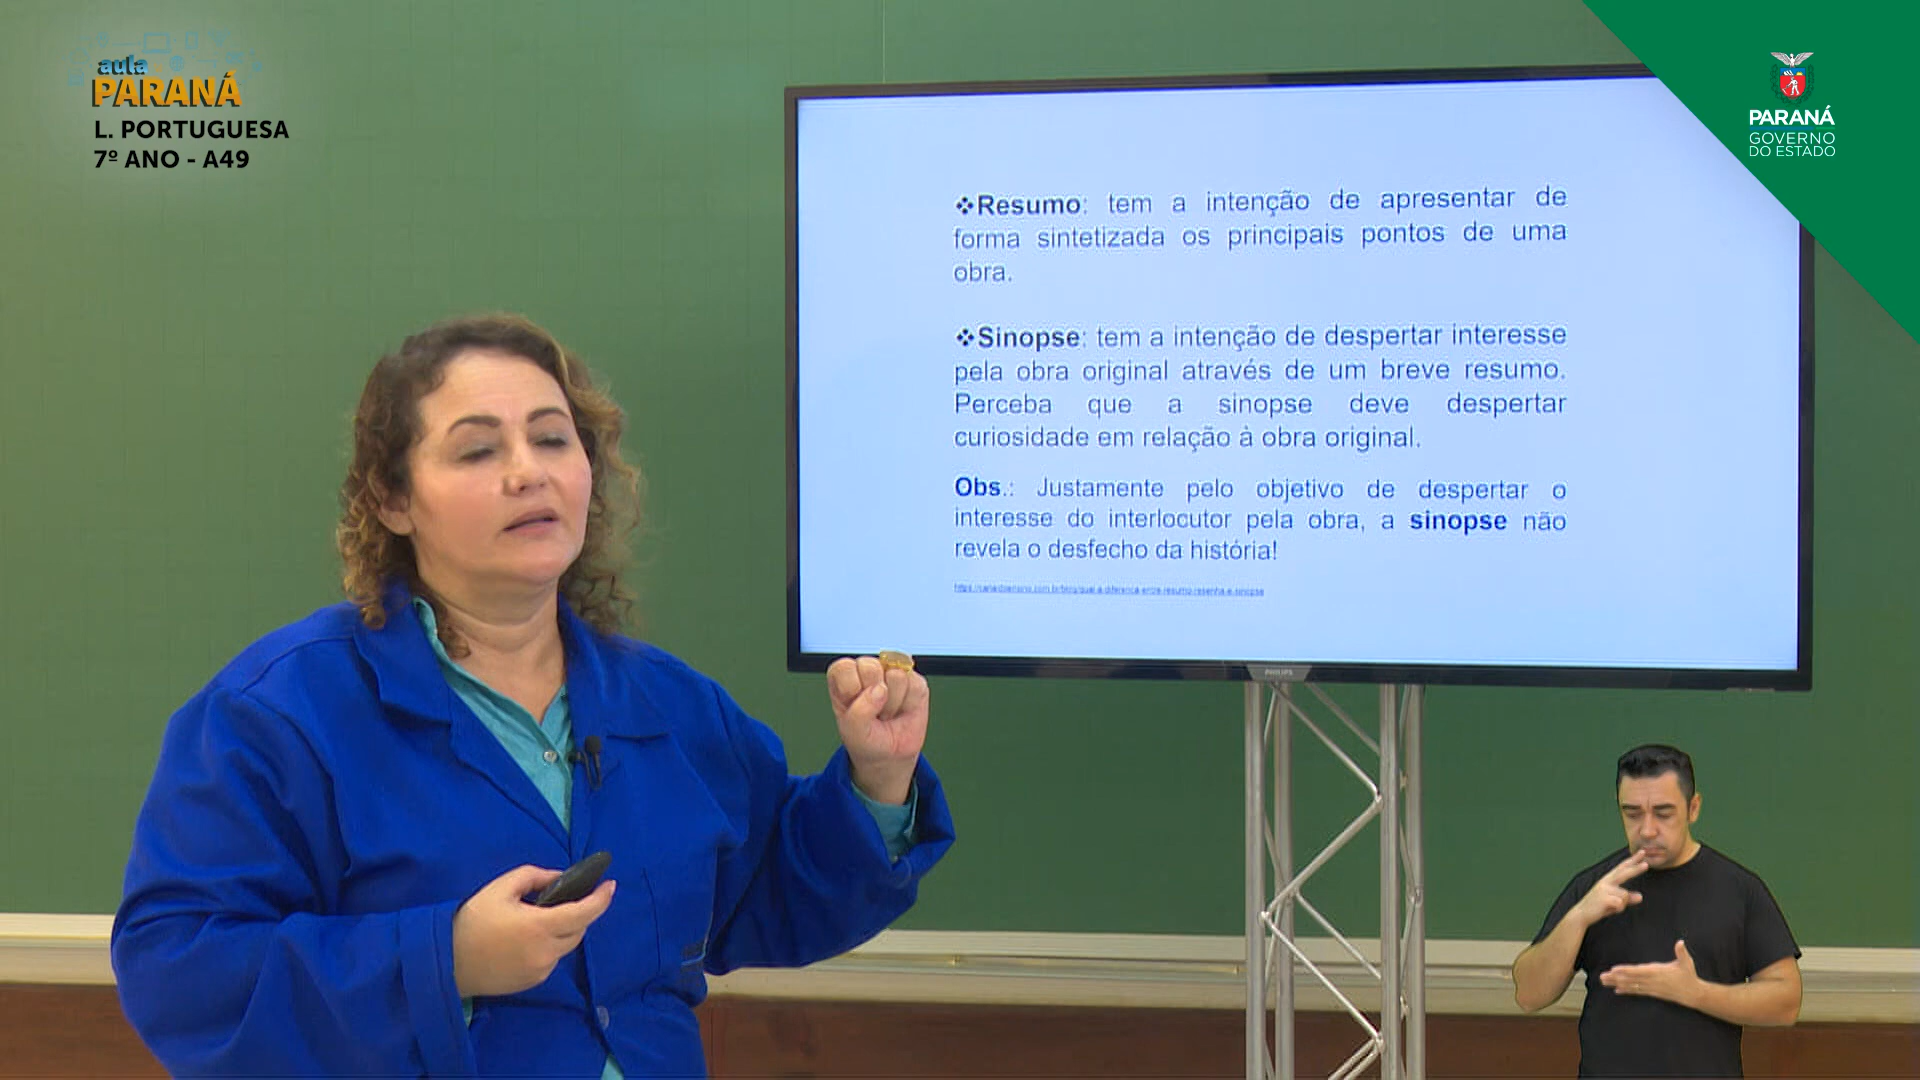 aula
PARANÁ
L. PORTUGUESA
7º ANO - A49
PARANÁ
GOVERNO
DO ESTADO
❖Resumo: tem a intenção de apresentar de
forma sintetizada os principais pontos de uma
obra.
❖Sinopse: tem a intenção de despertar interesse
pela obra original através de um breve resumo.
Perceba que a sinopse deve despertar
curiosidade em relação à obra original.
Obs.: Justamente pelo objetivo de despertar o
interesse do interlocutor pela obra, a sinopse não
revela o desfecho da história!
PHILIPS